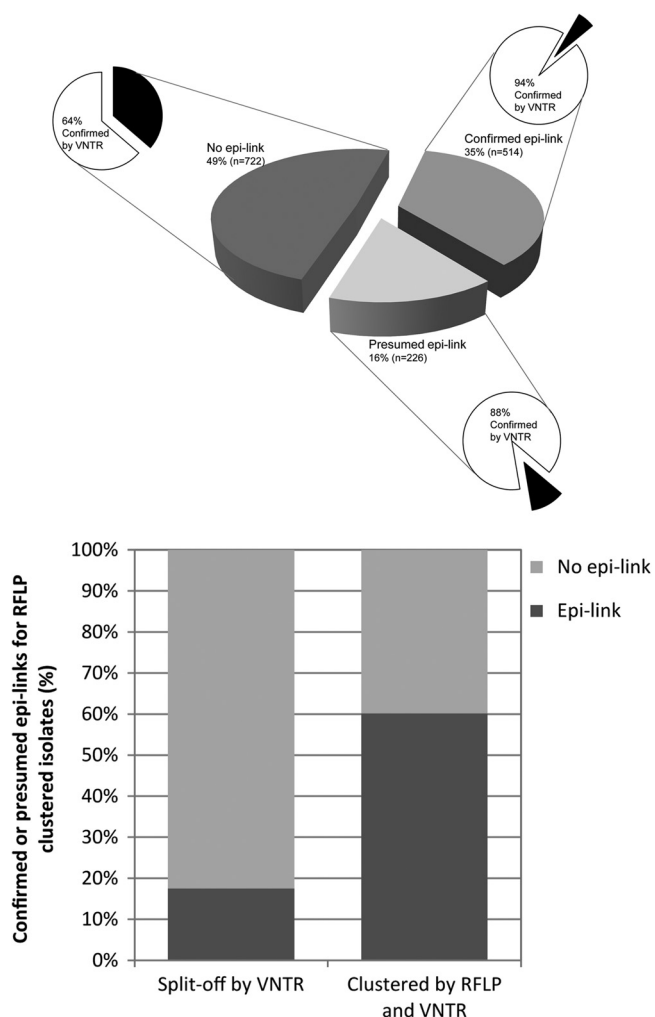 94%
Confirmed
by VNTR
64%
Confirmed
by VNTR
No epi-link
49% (n=722)
Confirmed epi-link
35% (n=514)
Presumed epi-link
16% (n=226)
88%
Confirmed
by VNTR
Confirmed or presumed epi-links for RFLP
clustered isolates (%)
100%
90%
80%
70%
60%
50%
40%
30%
20%
10%
0%
Split-off by VNTR
Clustered by RFLP
and VNTR
No epi-link
Epi-link